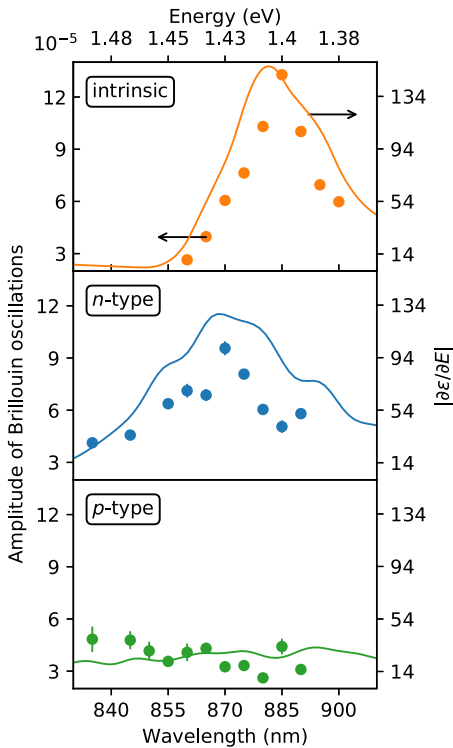 Energy (eV)
10⁻⁵ 1.48 1.45 1.43 1.4 1.38
intrinsic
12
9
6
3
134
94
54
14
n-type
12
9
6
3
134
94
54
14
p-type
12
9
6
3
134
94
54
14
Amplitude of Brillouin oscillations
|∂ε/∂E|
840 855 870 885 900
Wavelength (nm)